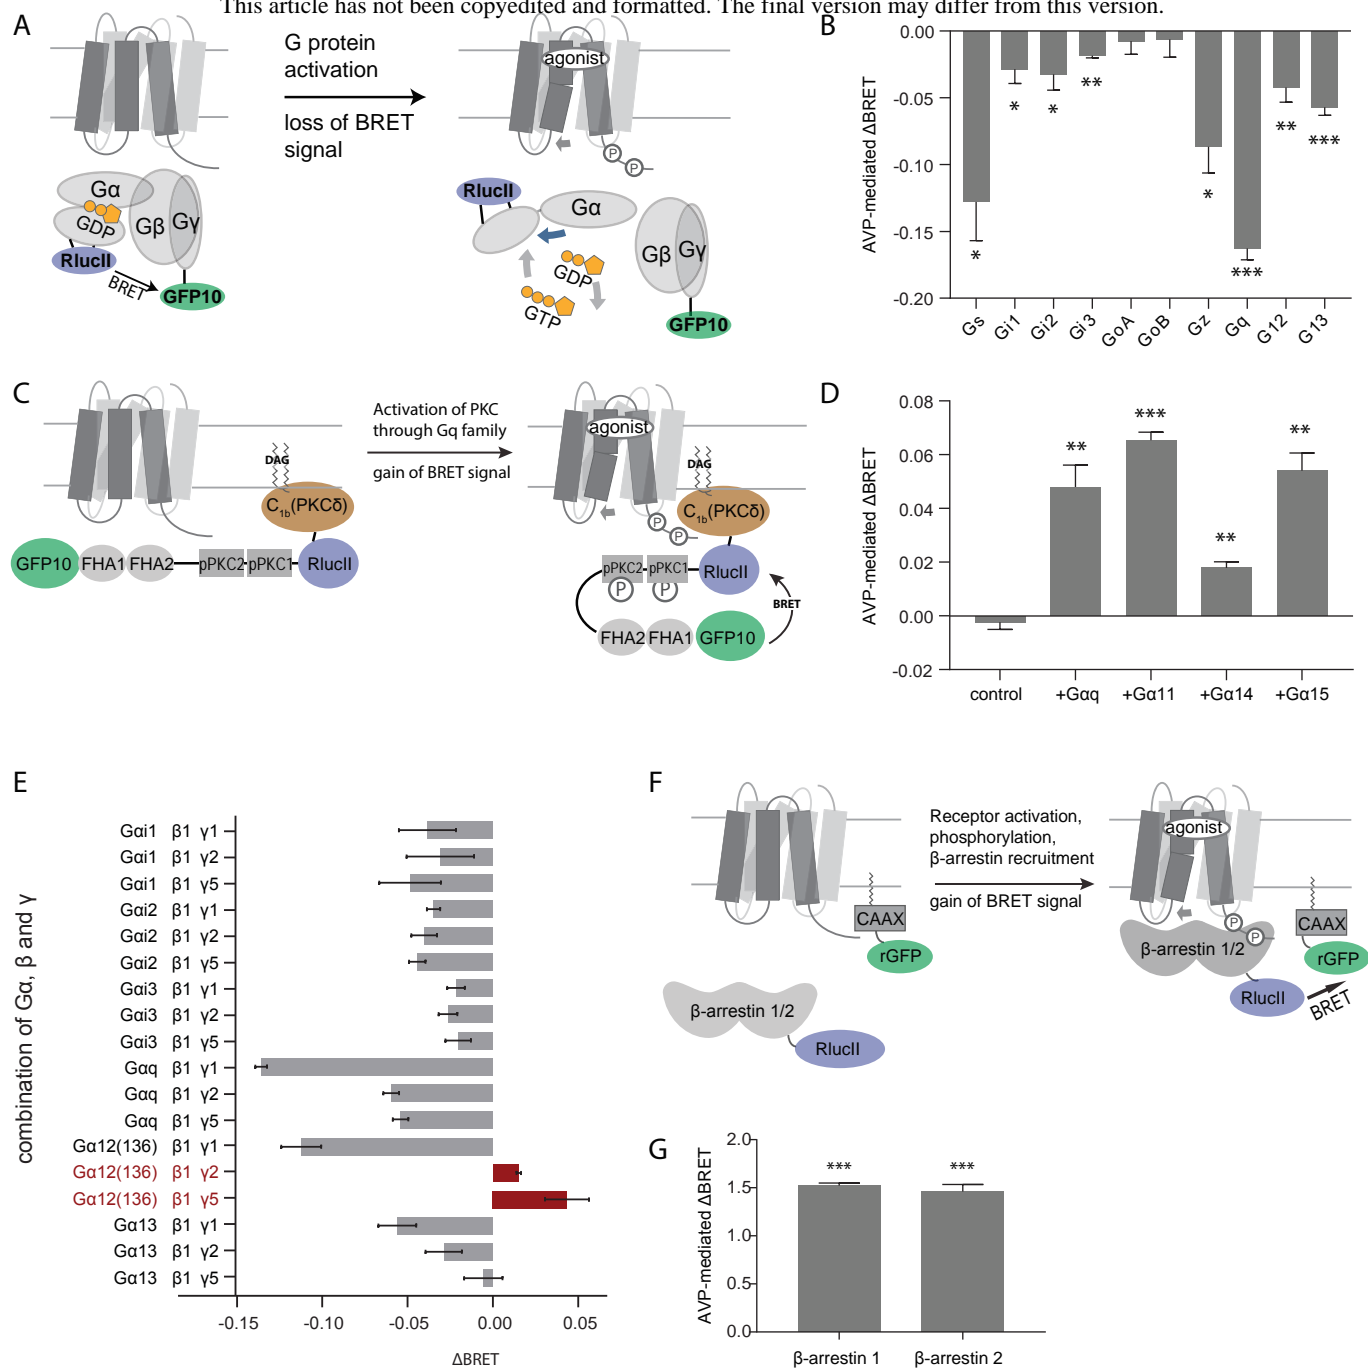 This article has not been copyedited and formatted. The final version may differ from this version.
A
G protein
activation
loss of BRET
signal
agonist
P
P
Gα
GDP
Gβ
Gγ
RlucII
BRET
GFP10
RlucII
Gα
Gβ
Gγ
GDP
GTP
GFP10
B
AVP-mediated ΔBRET
0.00
-0.05
-0.10
-0.15
-0.20
*
*
*
**
*
***
**
***
Gs
Gi1
Gi2
Gi3
GoA
GoB
Gz
Gq
G12
G13
C
Activation of PKC
through Gq family
gain of BRET signal
DAG
C1b(PKCδ)
GFP10
FHA1
FHA2
pPKC2
pPKC1
RlucII
agonist
DAG
P
P
C1b(PKCδ)
pPKC2
pPKC1
RlucII
P
P
BRET
FHA2
FHA1
GFP10
D
AVP-mediated ΔBRET
0.08
0.06
0.04
0.02
0.00
-0.02
**
***
**
**
control
+Gαq
+Gα11
+Gα14
+Gα15
E
combination of Gα, β and γ
Gαi1 β1 γ1
Gαi1 β1 γ2
Gαi1 β1 γ5
Gαi2 β1 γ1
Gαi2 β1 γ2
Gαi2 β1 γ5
Gαi3 β1 γ1
Gαi3 β1 γ2
Gαi3 β1 γ5
Gαq β1 γ1
Gαq β1 γ2
Gαq β1 γ5
Gα12(136) β1 γ1
Gα12(136) β1 γ2
Gα12(136) β1 γ5
Gα13 β1 γ1
Gα13 β1 γ2
Gα13 β1 γ5
-0.15
-0.10
-0.05
0.00
0.05
ΔBRET
F
Receptor activation,
phosphorylation,
β-arrestin recruitment
gain of BRET signal
CAAX
rGFP
β-arrestin 1/2
RlucII
agonist
P
P
CAAX
β-arrestin 1/2
rGFP
RlucII
BRET
G
AVP-mediated ΔBRET
2.0
1.5
1.0
0.5
0.0
***
***
β-arrestin 1
β-arrestin 2